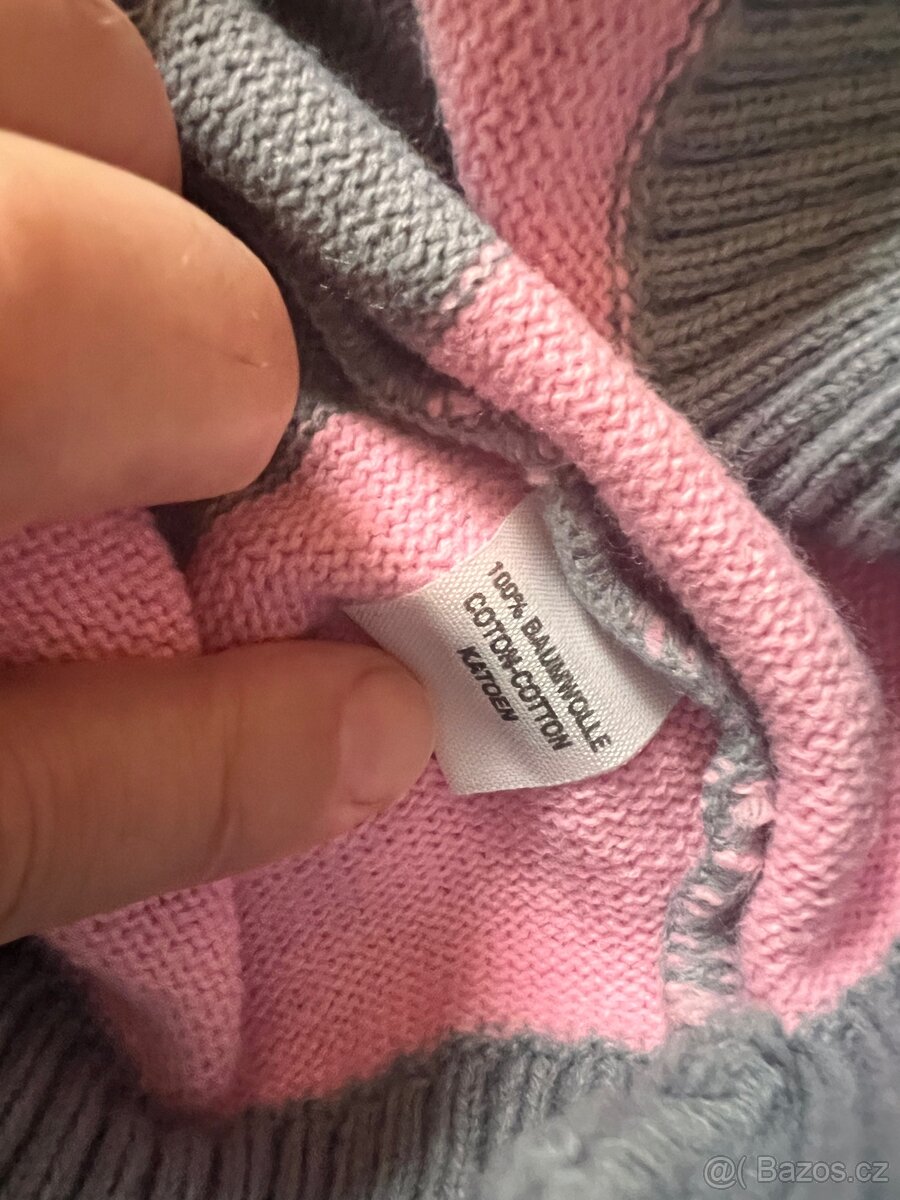 100% BAUMWOLLE
COTON-COTTON
KATOEN
@( Bazos.cz